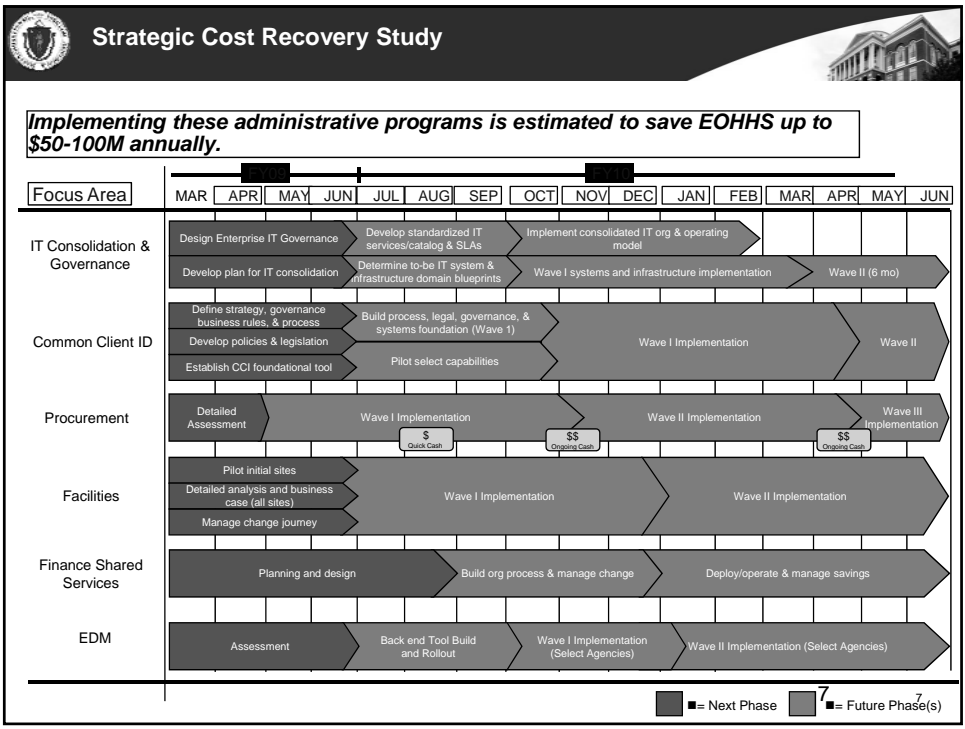 Strategic Cost Recovery Study
Implementing these administrative programs is estimated to save EOHHS up to
$50-100M annually.
FY09
FY10
Focus Area
MAR APR MAY JUN JUL AUG SEP OCT NOV DEC JAN FEB MAR APR MAY JUN
IT Consolidation &
Governance
Design Enterprise IT Governance
Develop standardized IT
services/catalog & SLAs
Implement consolidated IT org & operating
model
Develop plan for IT consolidation
Determine to-be IT system &
infrastructure domain blueprints
Wave I systems and infrastructure implementation
Wave II (6 mo)
Common Client ID
Define strategy, governance
business rules, & process
Develop policies & legislation
Establish CCI foundational tool
Build process, legal, governance, &
systems foundation (Wave 1)
Pilot select capabilities
Wave I Implementation
Wave II
Procurement
Detailed
Assessment
Wave I Implementation
Wave II Implementation
Wave III
Implementation
$
Quick Cash
$$
Ongoing Cash
$$
Ongoing Cash
Facilities
Pilot initial sites
Detailed analysis and business
case (all sites)
Manage change journey
Wave I Implementation
Wave II Implementation
Finance Shared
Services
Planning and design
Build org process & manage change
Deploy/operate & manage savings
EDM
Assessment
Back end Tool Build
and Rollout
Wave I Implementation
(Select Agencies)
Wave II Implementation (Select Agencies)
■= Next Phase
■= Future Phase(s)
7
7